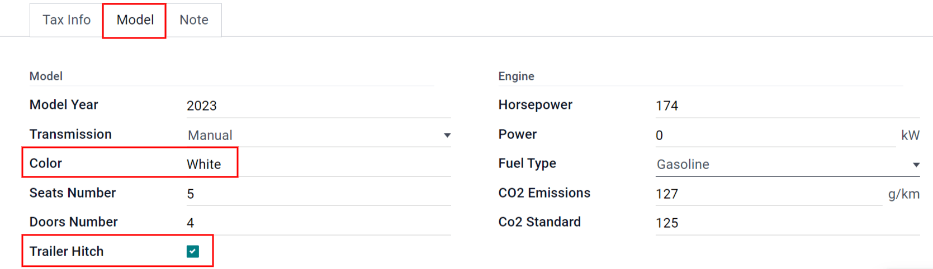 Tax Info Model Note
Model
Model Year 2023
Transmission Manual
Color White
Seats Number 5
Doors Number 4
Trailer Hitch
Engine
Horsepower 174
Power 0 kW
Fuel Type Gasoline
CO2 Emissions 127 g/km
Co2 Standard 125